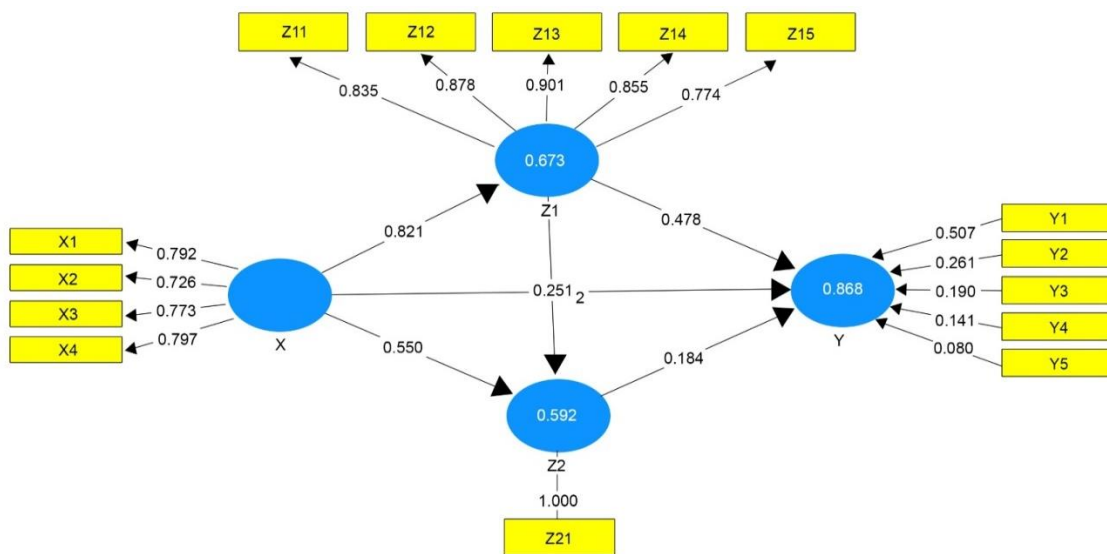 Z11 Z12 Z13 Z14 Z15
0.835 0.878 0.901 0.855 0.774
0.673
Z1
0.821 0.478
X1 0.792
X2 0.726
X3 0.773
X4 0.797
X
0.550
0.251 2
0.184
0.868
Y
0.507 Y1
0.261 Y2
0.190 Y3
0.141 Y4
0.080 Y5
0.592
Z2
1.000
Z21